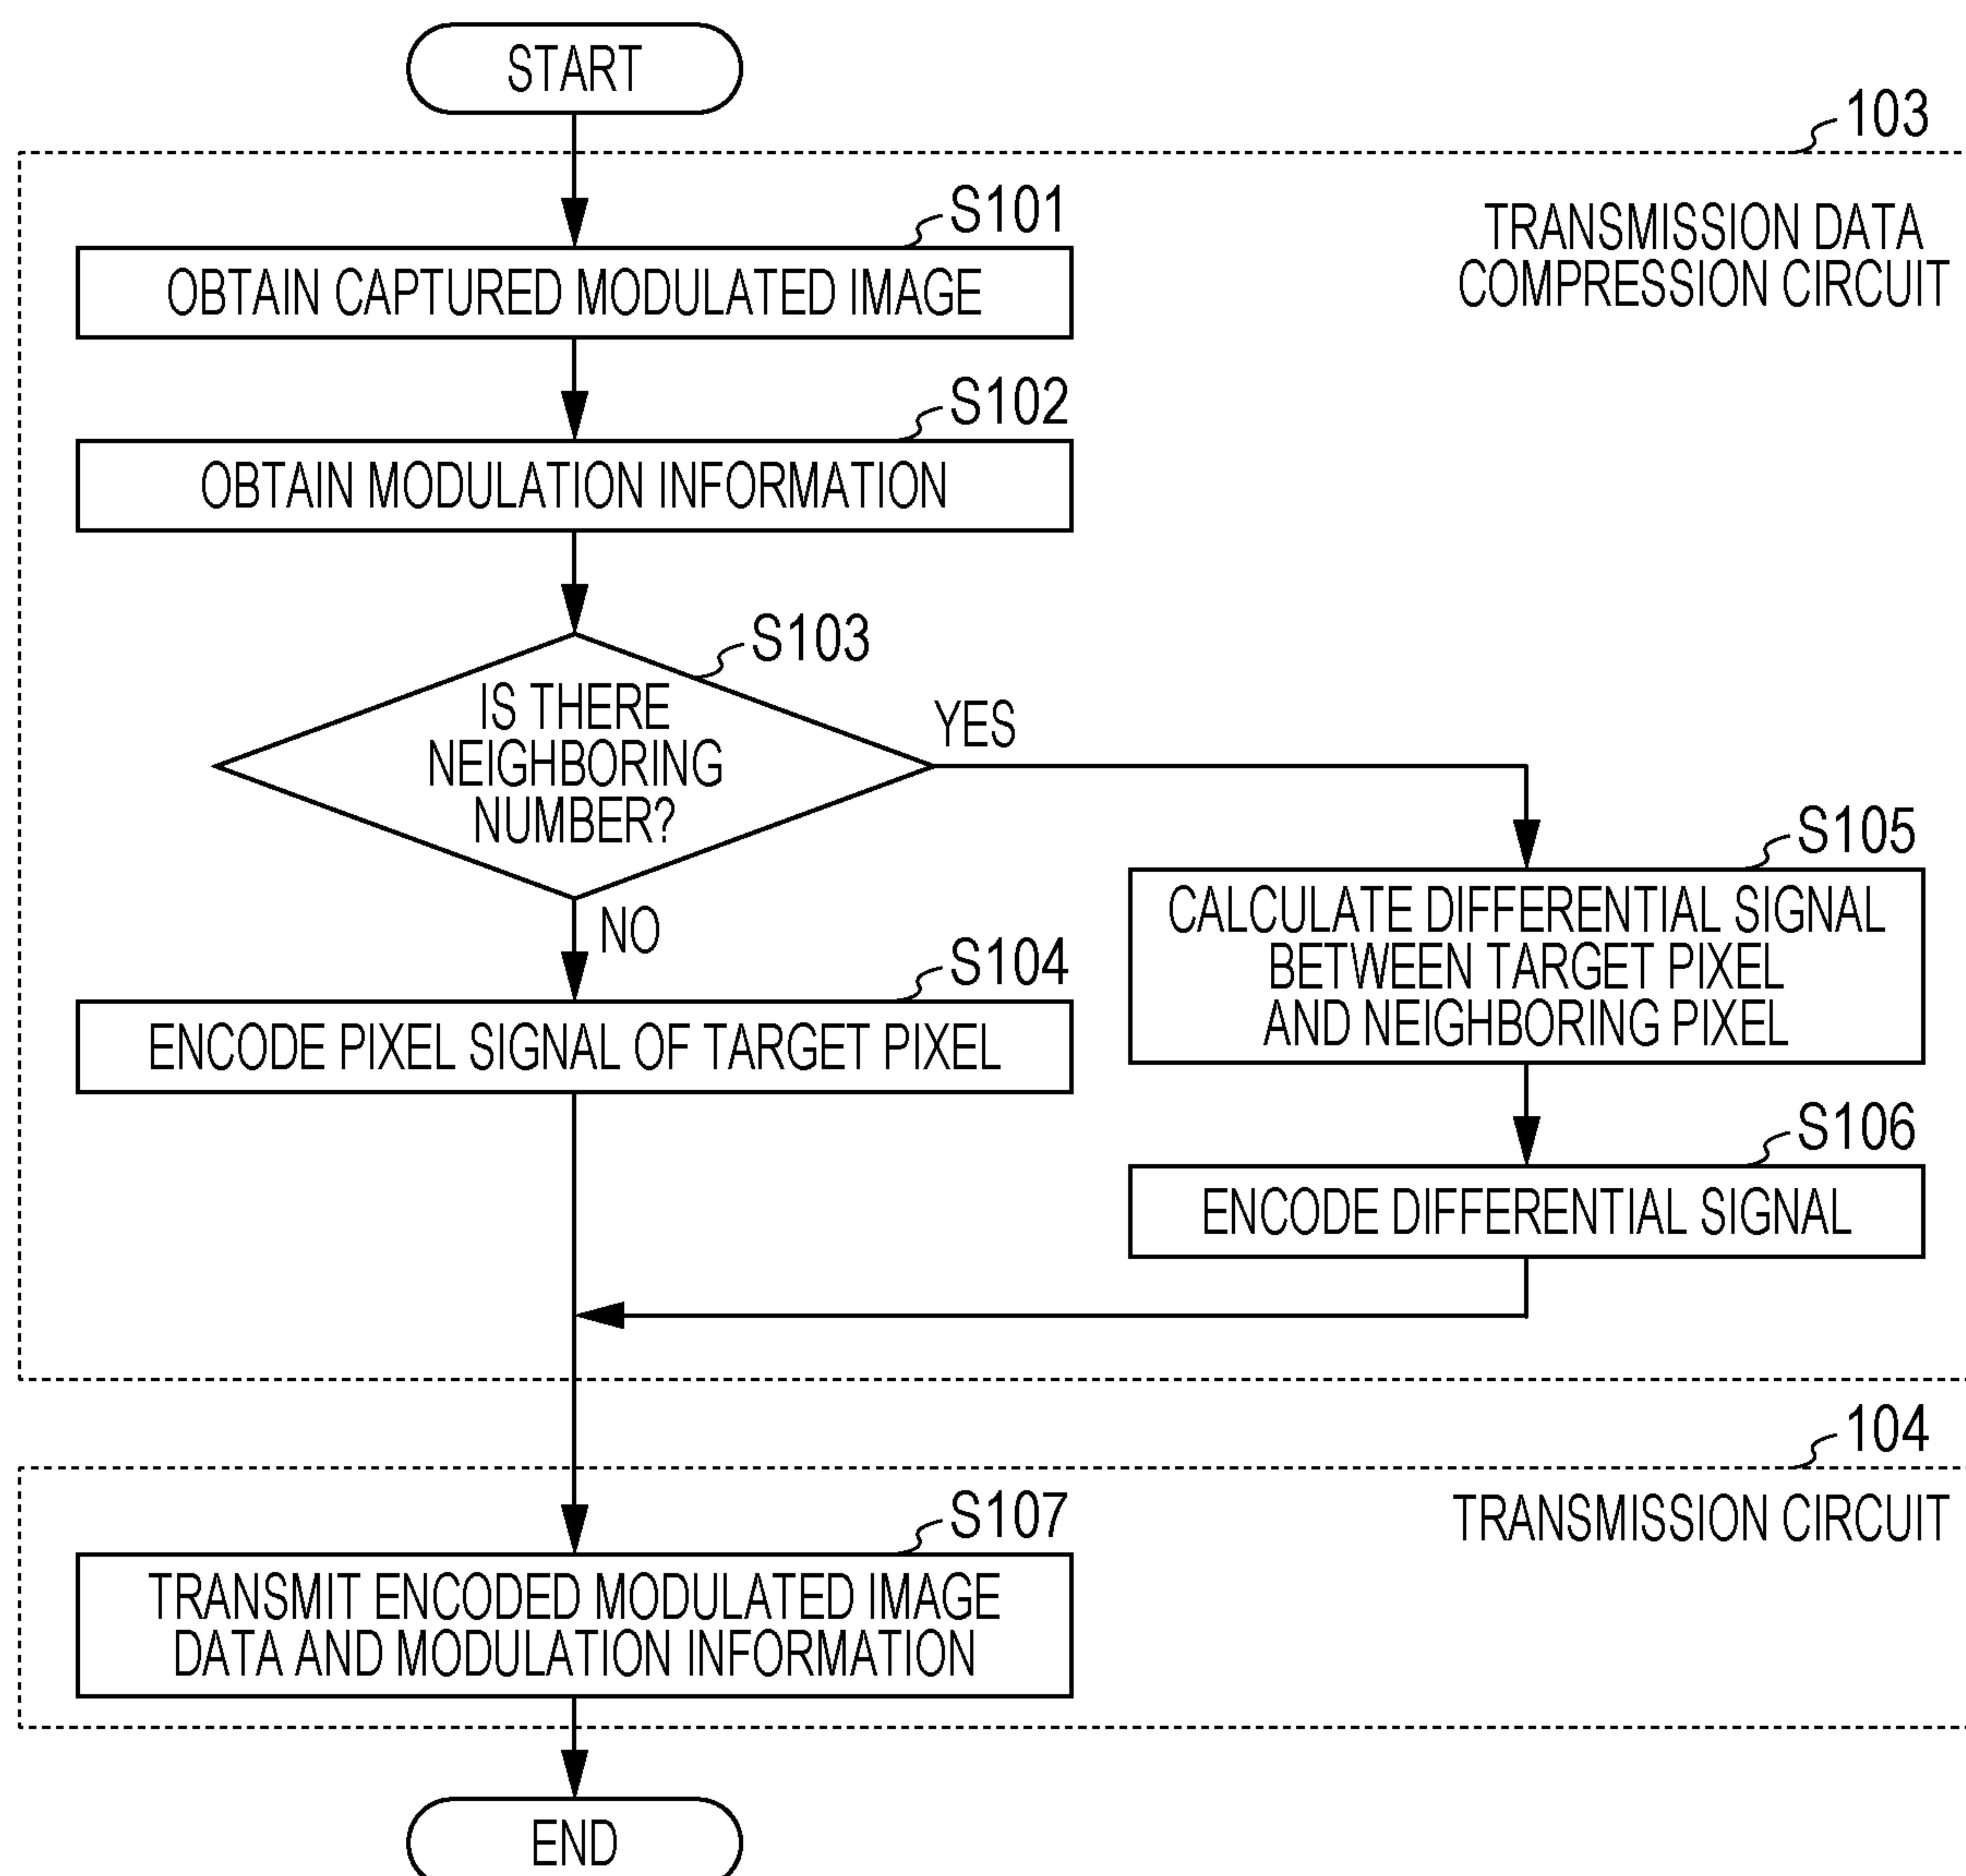 START
103
TRANSMISSION DATA
COMPRESSION CIRCUIT
S101
OBTAIN CAPTURED MODULATED IMAGE
S102
OBTAIN MODULATION INFORMATION
S103
IS THERE
NEIGHBORING
NUMBER?
YES
NO
S104
ENCODE PIXEL SIGNAL OF TARGET PIXEL
S105
CALCULATE DIFFERENTIAL SIGNAL
BETWEEN TARGET PIXEL
AND NEIGHBORING PIXEL
S106
ENCODE DIFFERENTIAL SIGNAL
104
TRANSMISSION CIRCUIT
S107
TRANSMIT ENCODED MODULATED IMAGE
DATA AND MODULATION INFORMATION
END